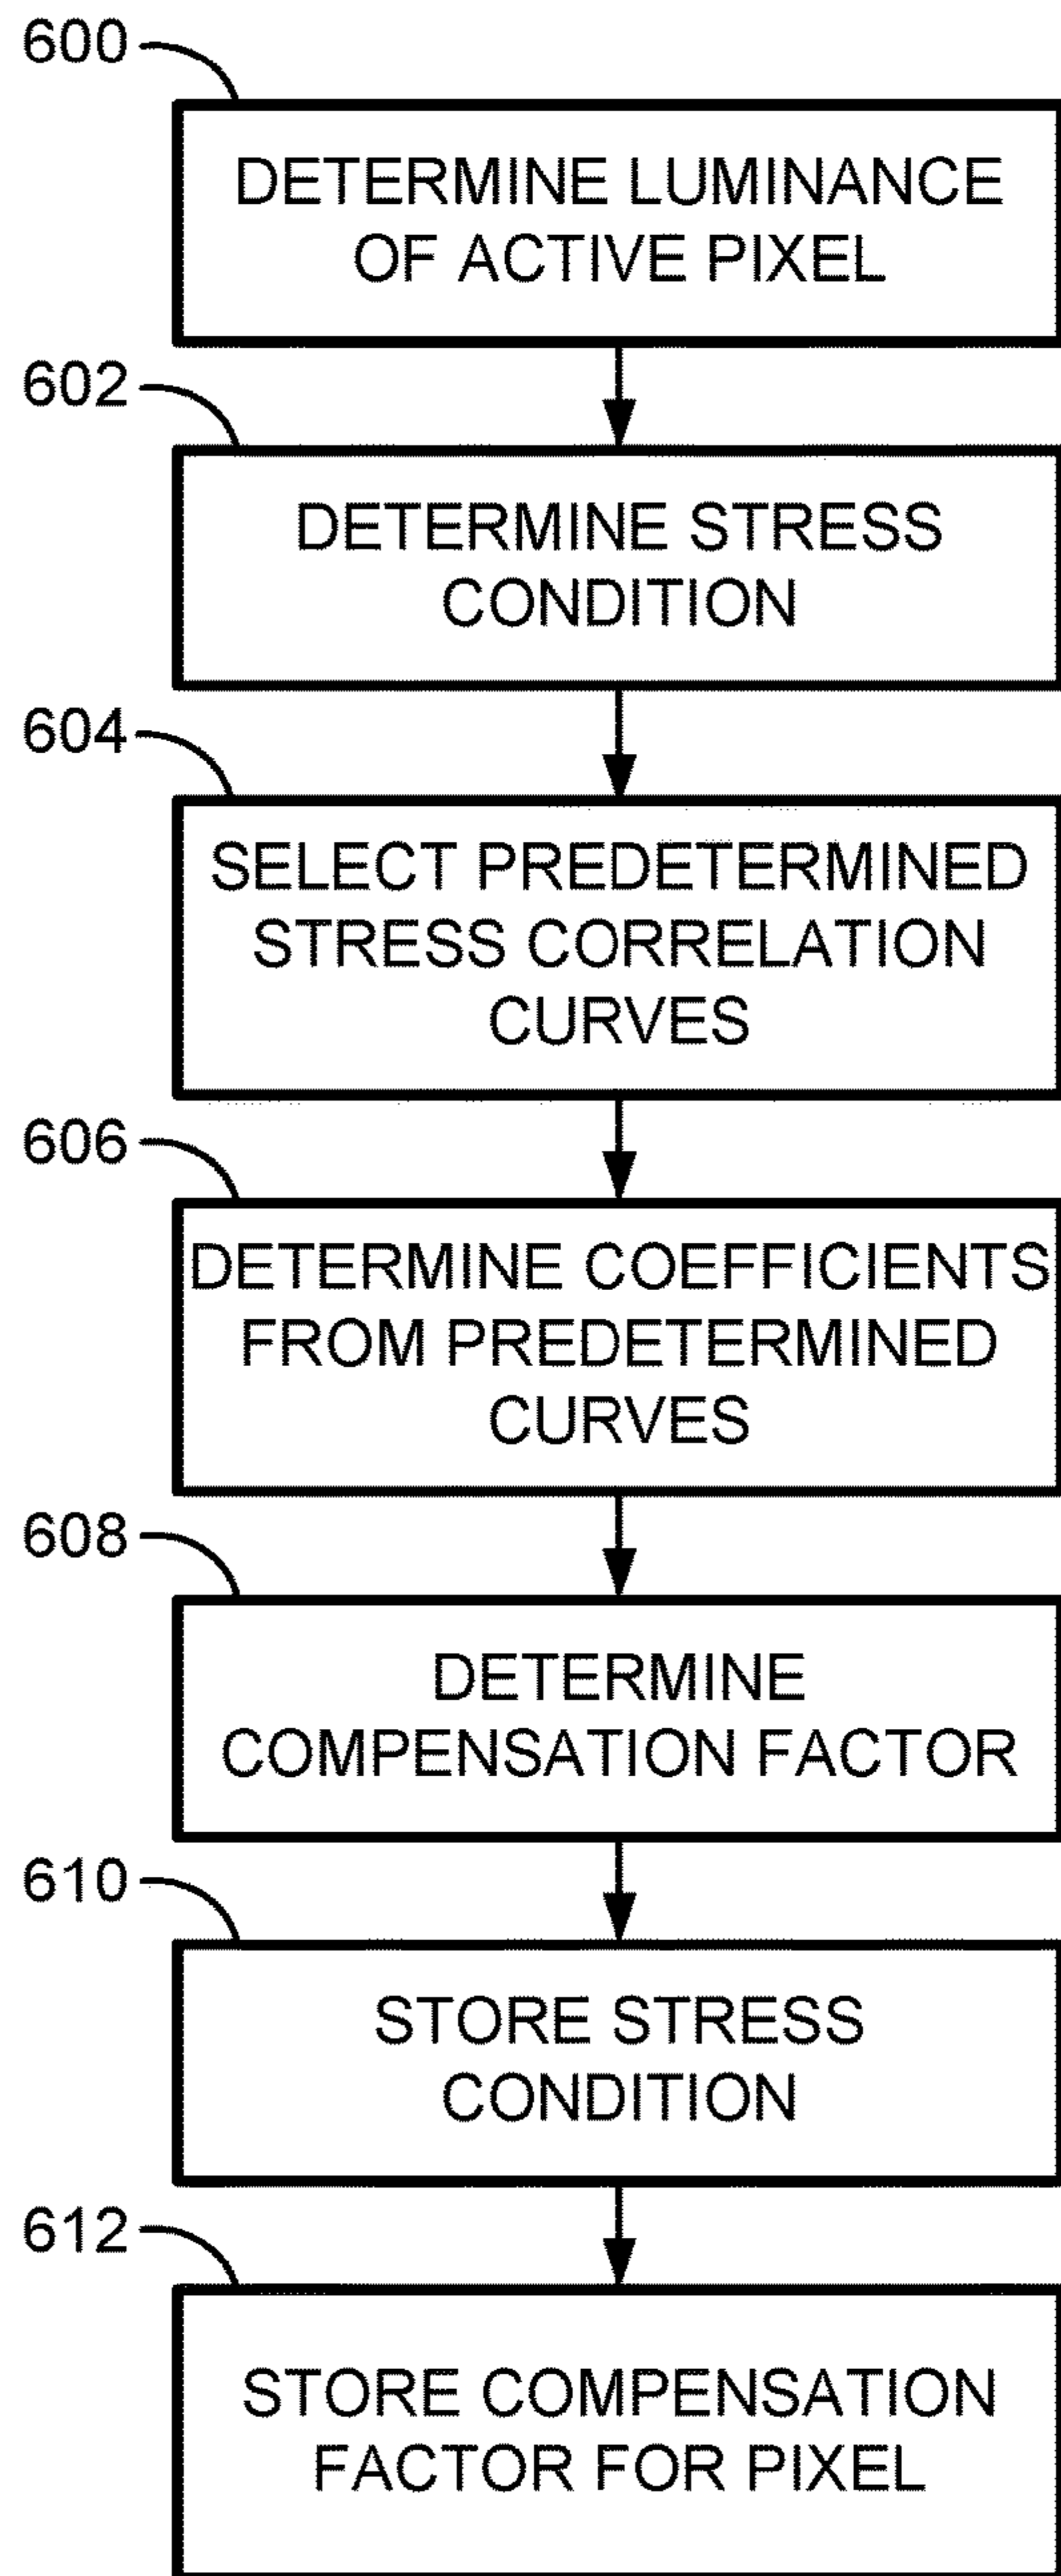 600
DETERMINE LUMINANCE
OF ACTIVE PIXEL
602
DETERMINE STRESS
CONDITION
604
SELECT PREDETERMINED
STRESS CORRELATION
CURVES
606
DETERMINE COEFFICIENTS
FROM PREDETERMINED
CURVES
608
DETERMINE
COMPENSATION FACTOR
610
STORE STRESS
CONDITION
612
STORE COMPENSATION
FACTOR FOR PIXEL